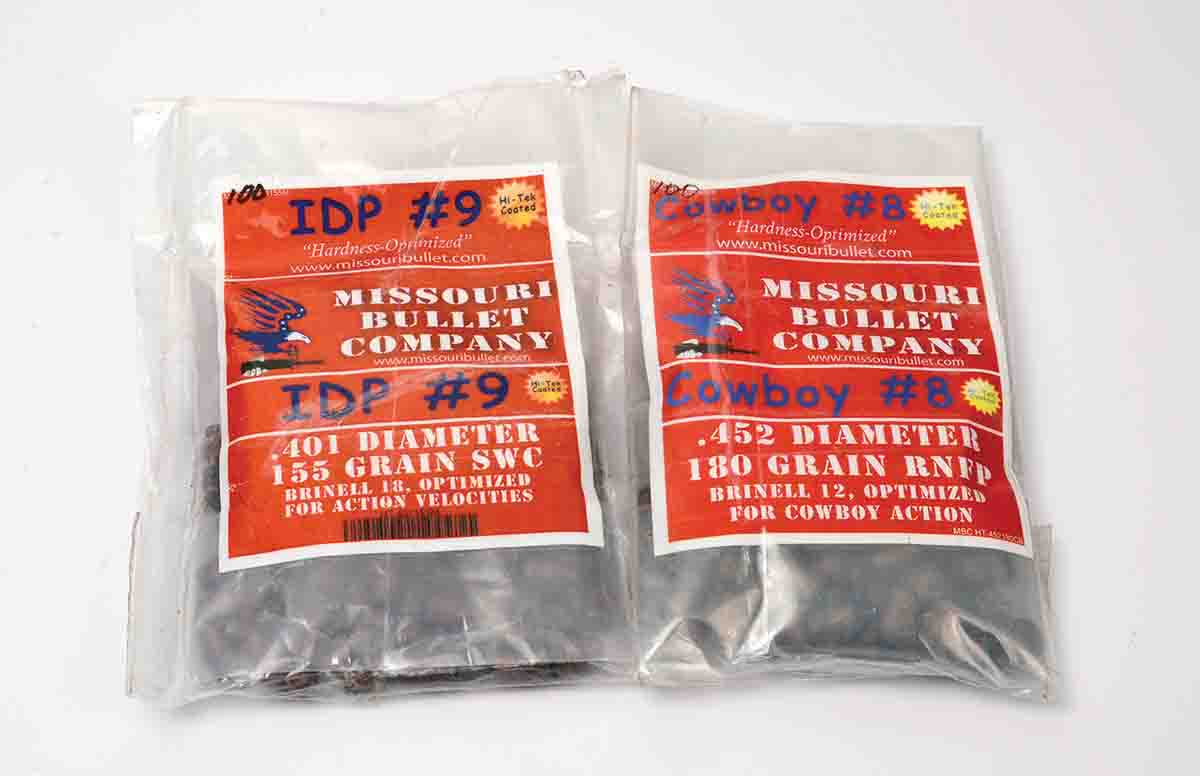 100
IDP #9
Hi-Tek
Coated
"Hardness-Optimized"
www.missouribullet.com
MISSOURI
BULLET
COMPANY
www.missouribullet.com
IDP #9
Hi-Tek
Coated
.401 DIAMETER
155 GRAIN SWC
BRINELL 18, OPTIMIZED
FOR ACTION VELOCITIES
100
Cowboy #8
Hi-Tek
Coated
"Hardness-Optimized"
www.missouribullet.com
MISSOURI
BULLET
COMPANY
www.missouribullet.com
Cowboy #8
Hi-Tek
Coated
.452 DIAMETER
180 GRAIN RNFP
BRINELL 12, OPTIMIZED
FOR COWBOY ACTION